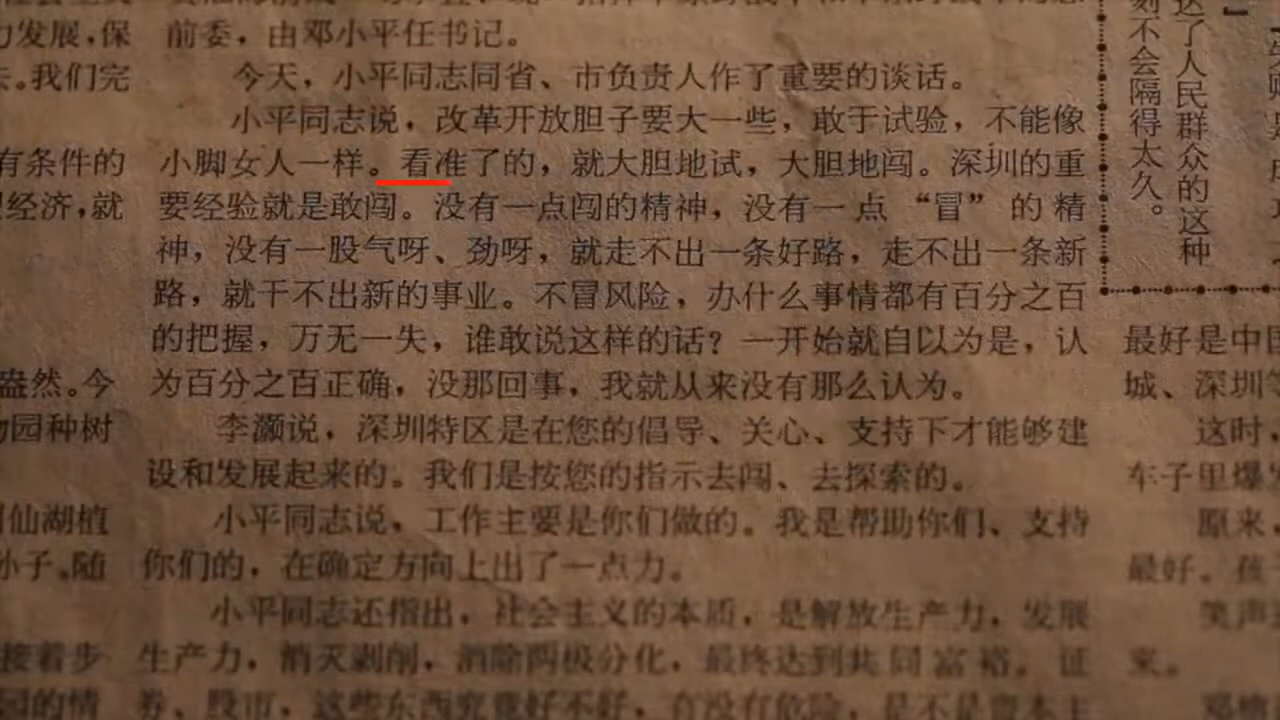 力发展，保
去。我们完
有条件的
经济，就
盎然。今
物园种树
仙湖植
孙子。随
接着步
园的情
前委，由邓小平任书记。
今天，小平同志同省、市负责人作了重要的谈话。
小平同志说，改革开放胆子要大一些，敢于试验，不能像
小脚女人一样。看准了的，就大胆地试，大胆地闯。深圳的重
要经验就是敢闯。没有一点闯的精神，没有一点“冒”的精
神，没有一股气呀、劲呀，就走不出一条好路，走不出一条新
路，就干不出新的事业。不冒风险，办什么事情都有百分之百
的把握，万无一失，谁敢说这样的话？一开始就自以为是，认
为百分之百正确，没那回事，我就从来没有那么认为。
李灏说，深圳特区是在您的倡导、关心、支持下才能够建
设和发展起来的。我们是按您的指示去闯、去探索的。
小平同志说，工作主要是你们做的。我是帮助你们、支持
你们的，在确定方向上出了一点力。
小平同志还指出，社会主义的本质，是解放生产力，发展
生产力，消灭剥削，消除两极分化，最终达到共同富裕。证
券、股市，这些东西究竟好不好，有没有危险，是不是资本主
达了人民群众的这种
刻不会隔得太久。
最好是中国
城、深圳等
这时，
车子里爆发
原来，
最好。孩
笑声
来。